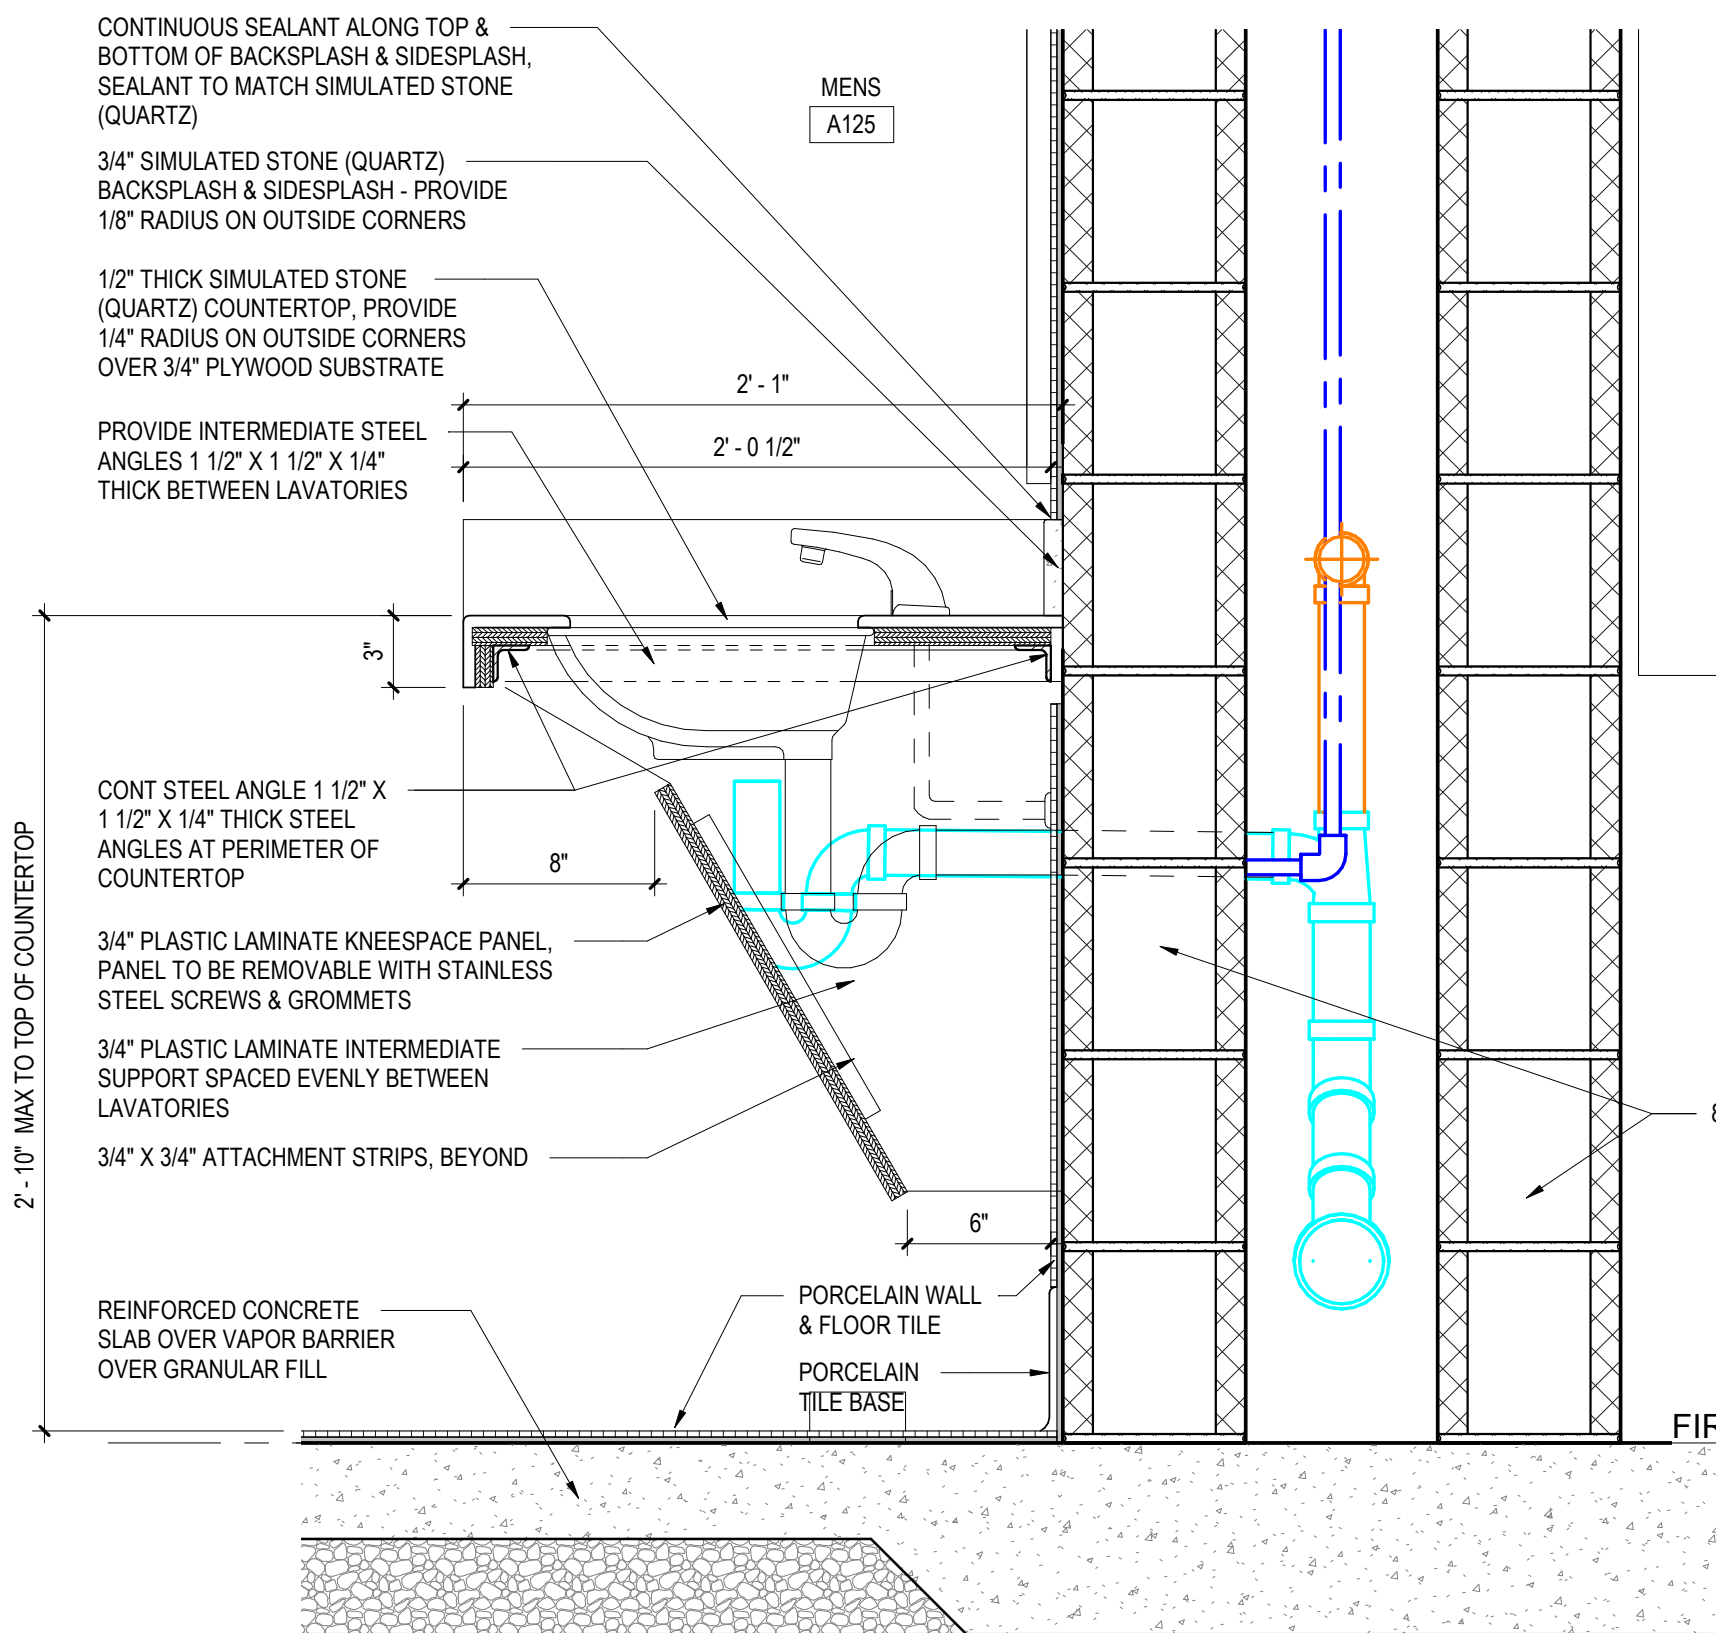 CONTINUOUS SEALANT ALONG TOP &
BOTTOM OF BACKSPLASH & SIDESPLASH,
SEALANT TO MATCH SIMULATED STONE
(QUARTZ)
MENS
A125
3/4" SIMULATED STONE (QUARTZ)
BACKSPLASH & SIDESPLASH - PROVIDE
1/8" RADIUS ON OUTSIDE CORNERS
1/2" THICK SIMULATED STONE
(QUARTZ) COUNTERTOP, PROVIDE
1/4" RADIUS ON OUTSIDE CORNERS
OVER 3/4" PLYWOOD SUBSTRATE
2' - 1"
PROVIDE INTERMEDIATE STEEL
ANGLES 1 1/2" X 1 1/2" X 1/4"
THICK BETWEEN LAVATORIES
2' - 0 1/2"
3"
CONT STEEL ANGLE 1 1/2" X
1 1/2" X 1/4" THICK STEEL
ANGLES AT PERIMETER OF
COUNTERTOP
8"
2' - 10" MAX TO TOP OF COUNTERTOP
3/4" PLASTIC LAMINATE KNEESPACE PANEL,
PANEL TO BE REMOVABLE WITH STAINLESS
STEEL SCREWS & GROMMETS
3/4" PLASTIC LAMINATE INTERMEDIATE
SUPPORT SPACED EVENLY BETWEEN
LAVATORIES
3/4" X 3/4" ATTACHMENT STRIPS, BEYOND
6"
REINFORCED CONCRETE
SLAB OVER VAPOR BARRIER
OVER GRANULAR FILL
PORCELAIN WALL
& FLOOR TILE
PORCELAIN
TILE BASE